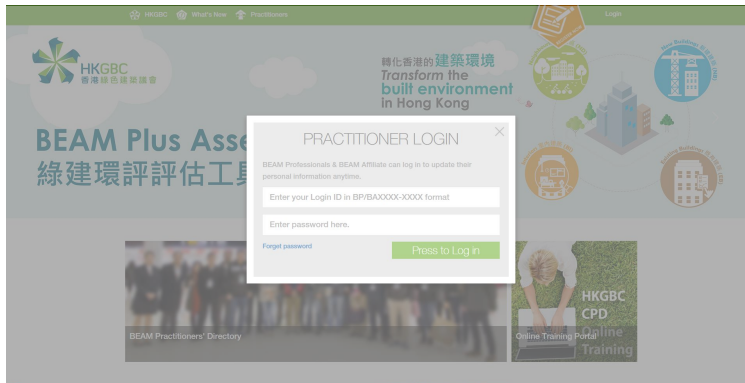 HKGBC What's New Practitioners Login
HKGBC
香港綠色建築議會
轉化香港的建築環境
Transform the
built environment
in Hong Kong
BEAM Plus Asse
綠建環評評估工具
PRACTITIONER LOGIN
BEAM Professionals & BEAM Affiliate can log in to update their
personal information anytime.
Enter your Login ID in BP/BAXXXX-XXXX format
Enter password here.
Forget password
Press to Log in
BEAM Practitioners' Directory
HKGBC
CPD
Online
Training
Online Training Portal